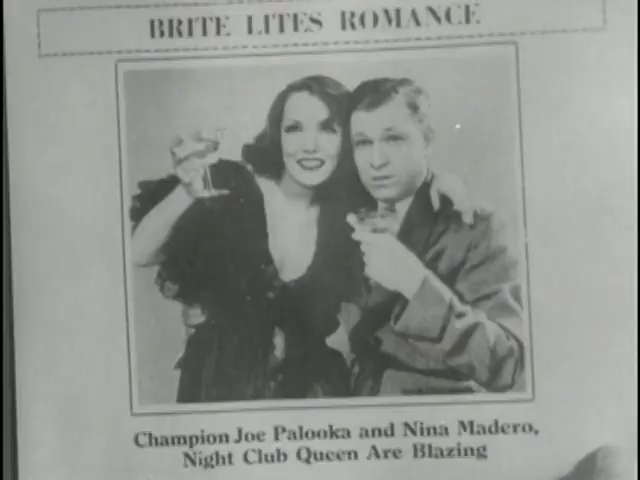 BRITE LITES ROMANCE
Champion Joe Palooka and Nina Madero,
Night Club Queen Are Blazing